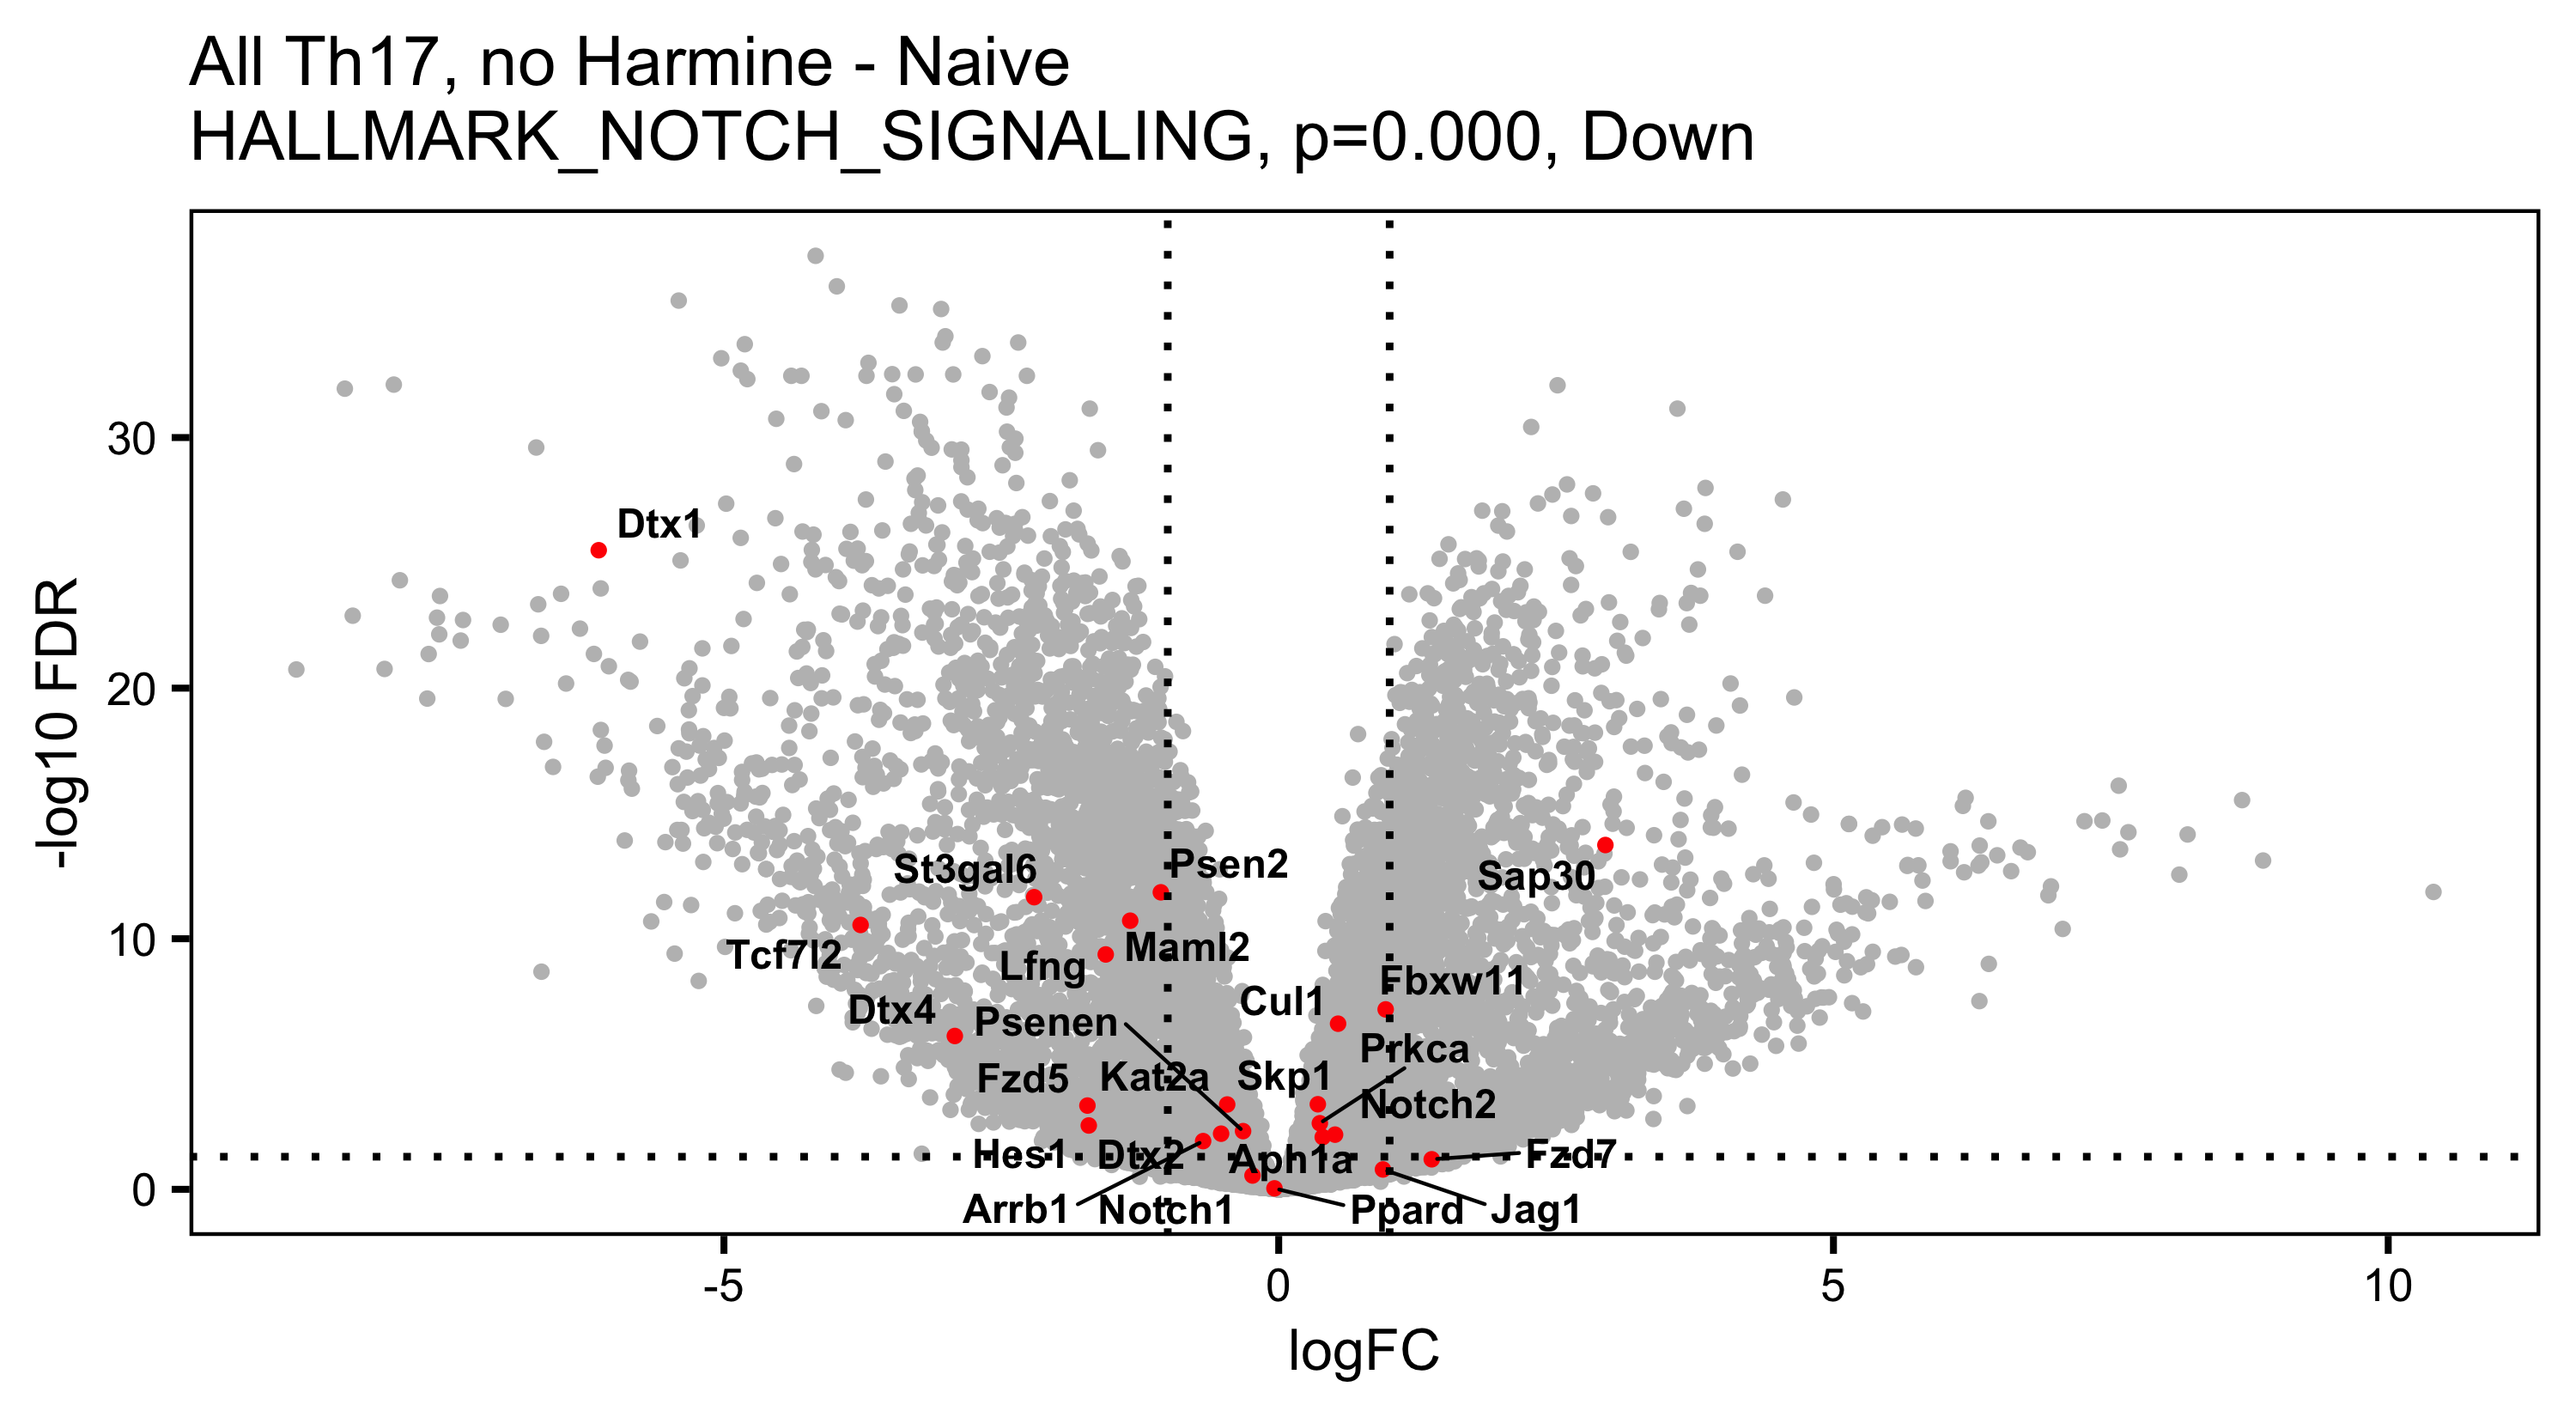 All Th17, no Harmine - Naive
HALLMARK_NOTCH_SIGNALING, p=0.000, Down
-log10 FDR
30
20
10
0
Dtx1
St3gal6
Psen2
Sap30
Tcf7l2
Lfng
Maml2
Fbxw11
Dtx4
Psenen
Cul1
Prkca
Fzd5
Kat2a
Skp1
Notch2
Hes1
Dtx2
Aph1a
Fzd7
Arrb1
Notch1
Ppard
Jag1
-5
0
5
10
logFC